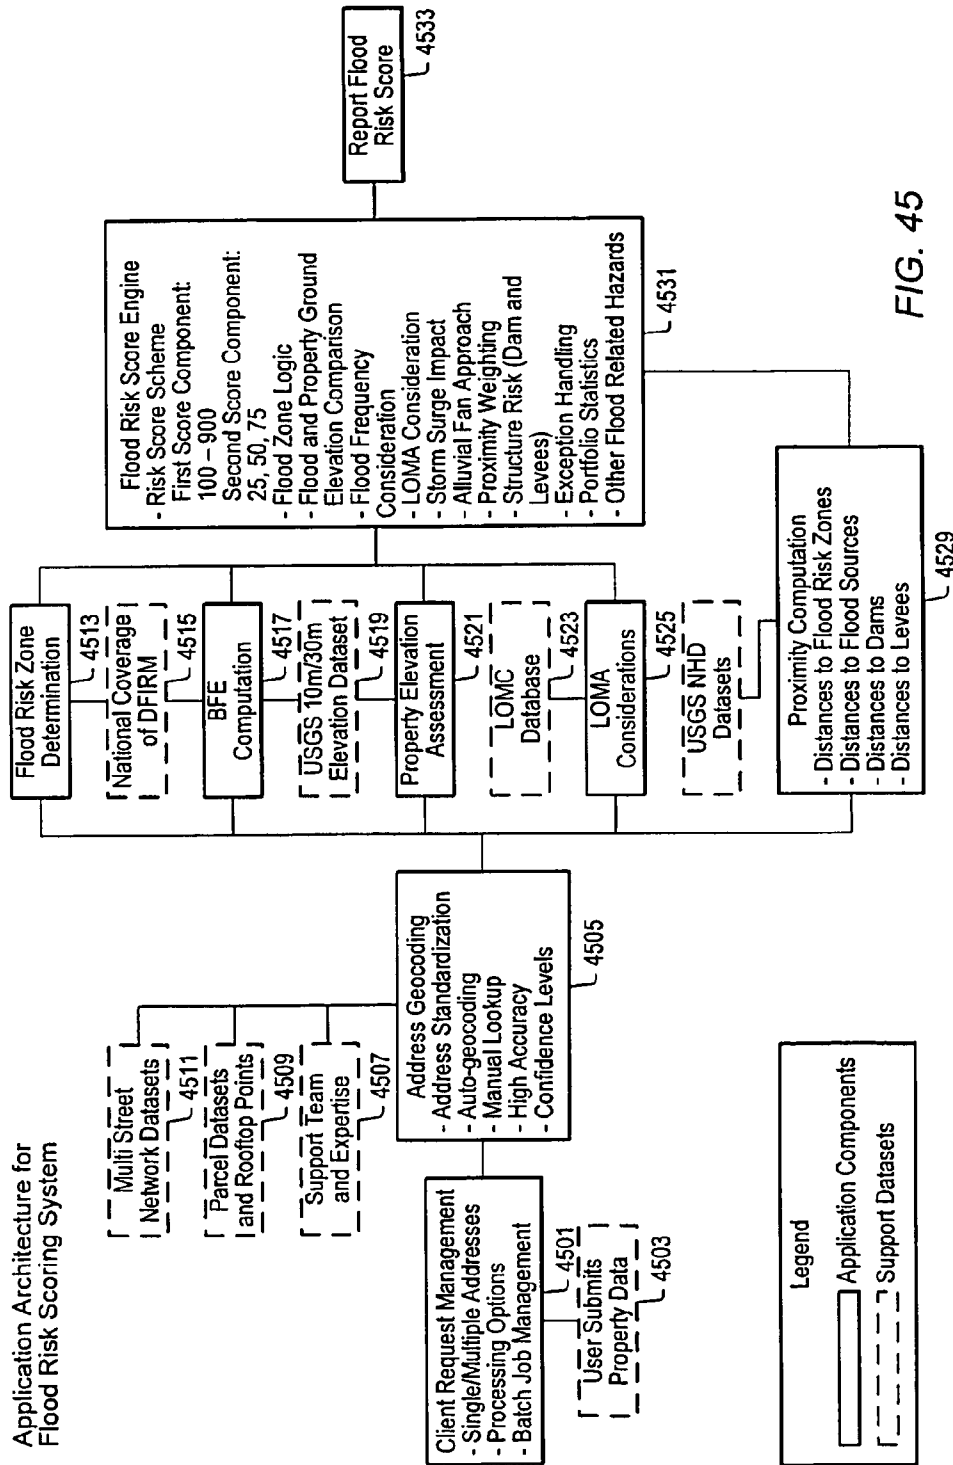 Application Architecture for
Flood Risk Scoring System
Client Request Management
- Single/Multiple Addresses
- Processing Options
- Batch Job Management
4501
User Submits
Property Data
4503
Multi Street
Network Datasets
4511
Parcel Datasets
and Rooftop Points
4509
Support Team
and Expertise
4507
Address Geocoding
- Address Standardization
- Auto-geocoding
- Manual Lookup
- High Accuracy
- Confidence Levels
4505
Flood Risk Zone
Determination
4513
National Coverage
of DFIRM
4515
BFE
Computation
4517
USGS 10m/30m
Elevation Dataset
4519
Property Elevation
Assessment
4521
LOMC
Database
4523
LOMA
Considerations
4525
USGS NHD
Datasets
Proximity Computation
- Distances to Flood Risk Zones
- Distances to Flood Sources
- Distances to Dams
- Distances to Levees
4529
Flood Risk Score Engine
- Risk Score Scheme
First Score Component:
100 – 900
Second Score Component:
25, 50, 75
- Flood Zone Logic
- Flood and Property Ground
Elevation Comparison
- Flood Frequency
Consideration
- LOMA Consideration
- Storm Surge Impact
- Alluvial Fan Approach
- Proximity Weighting
- Structure Risk (Dam and
Levees)
- Exception Handling
- Portfolio Statistics
- Other Flood Related Hazards
4531
Report Flood
Risk Score
4533
Legend
Application Components
Support Datasets
FIG. 45